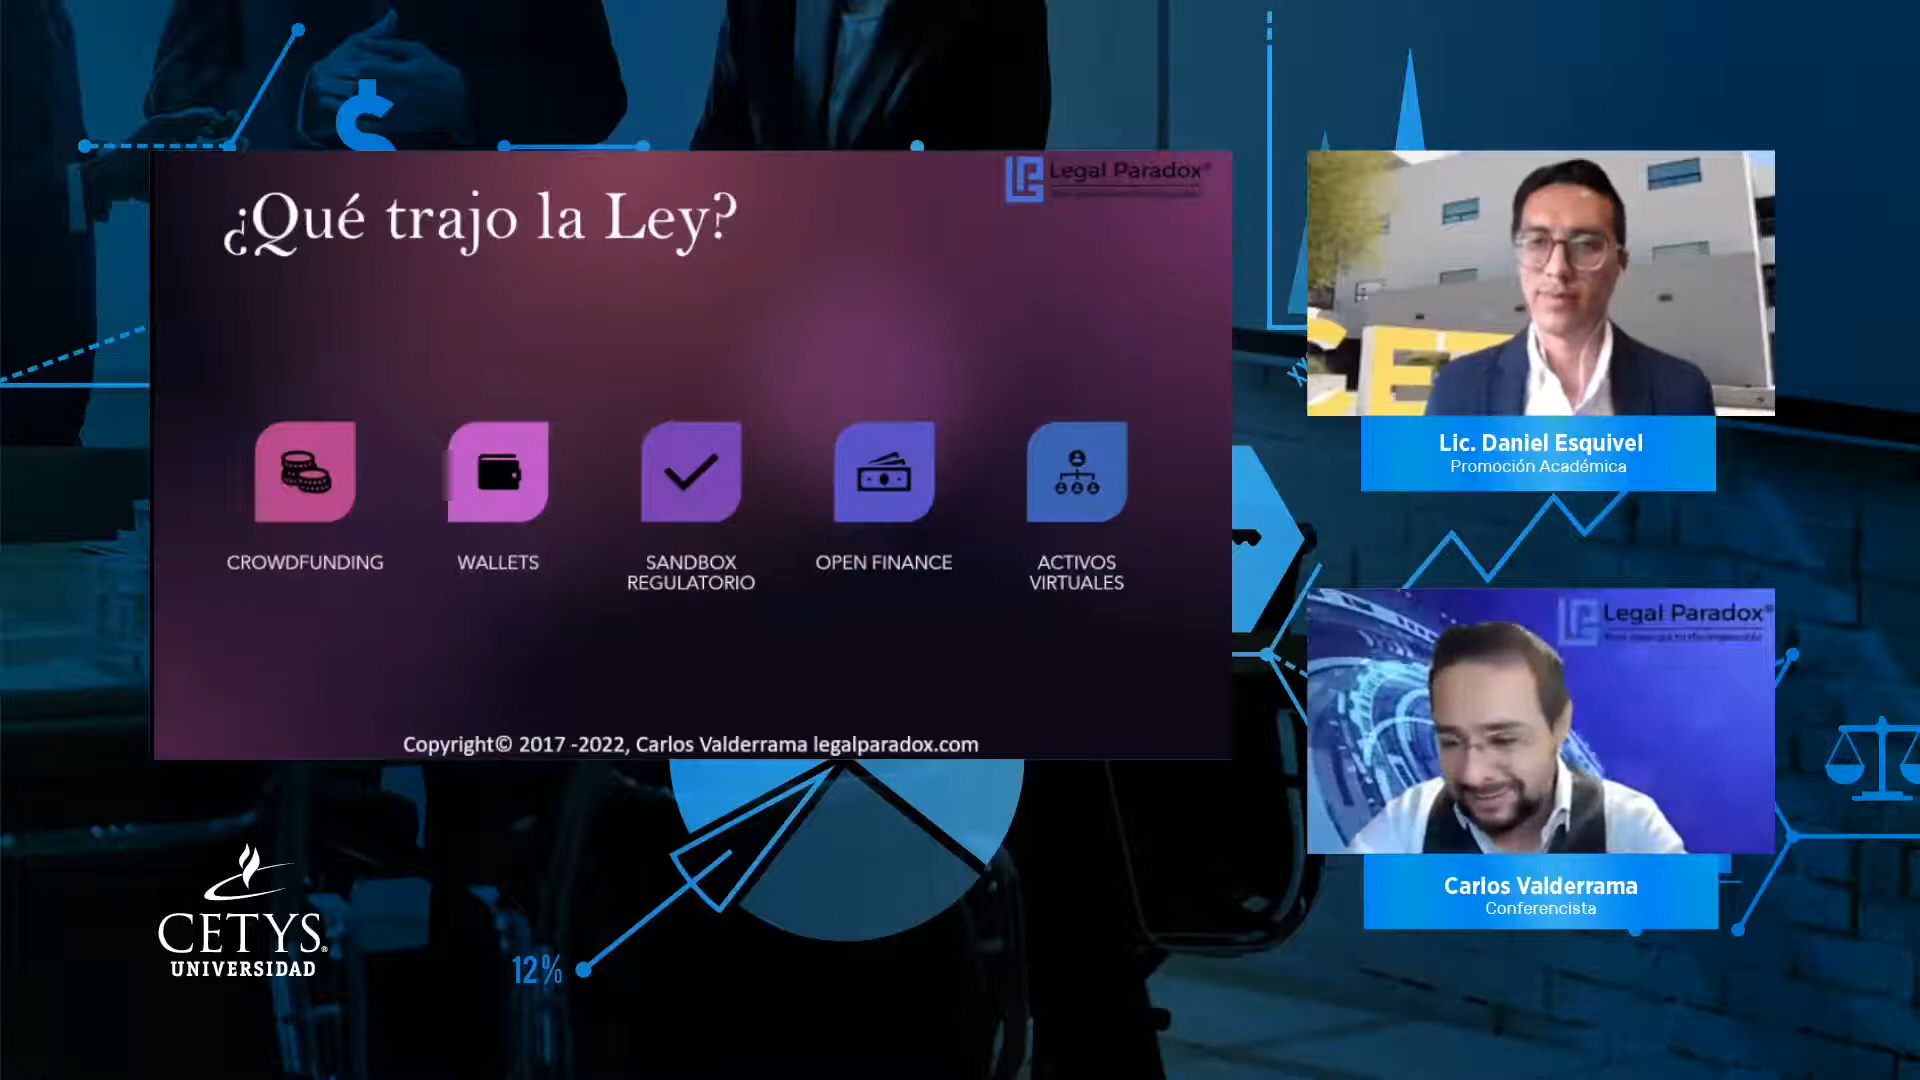 ¿Qué trajo la Ley?
Legal Paradox®
CROWDFUNDING
WALLETS
SANDBOX
REGULATORIO
OPEN FINANCE
ACTIVOS
VIRTUALES
Copyright© 2017 -2022, Carlos Valderrama legalparadox.com
Lic. Daniel Esquivel
Promoción Académica
Legal Paradox®
Carlos Valderrama
Conferencista
CETYS®
UNIVERSIDAD
12%
$